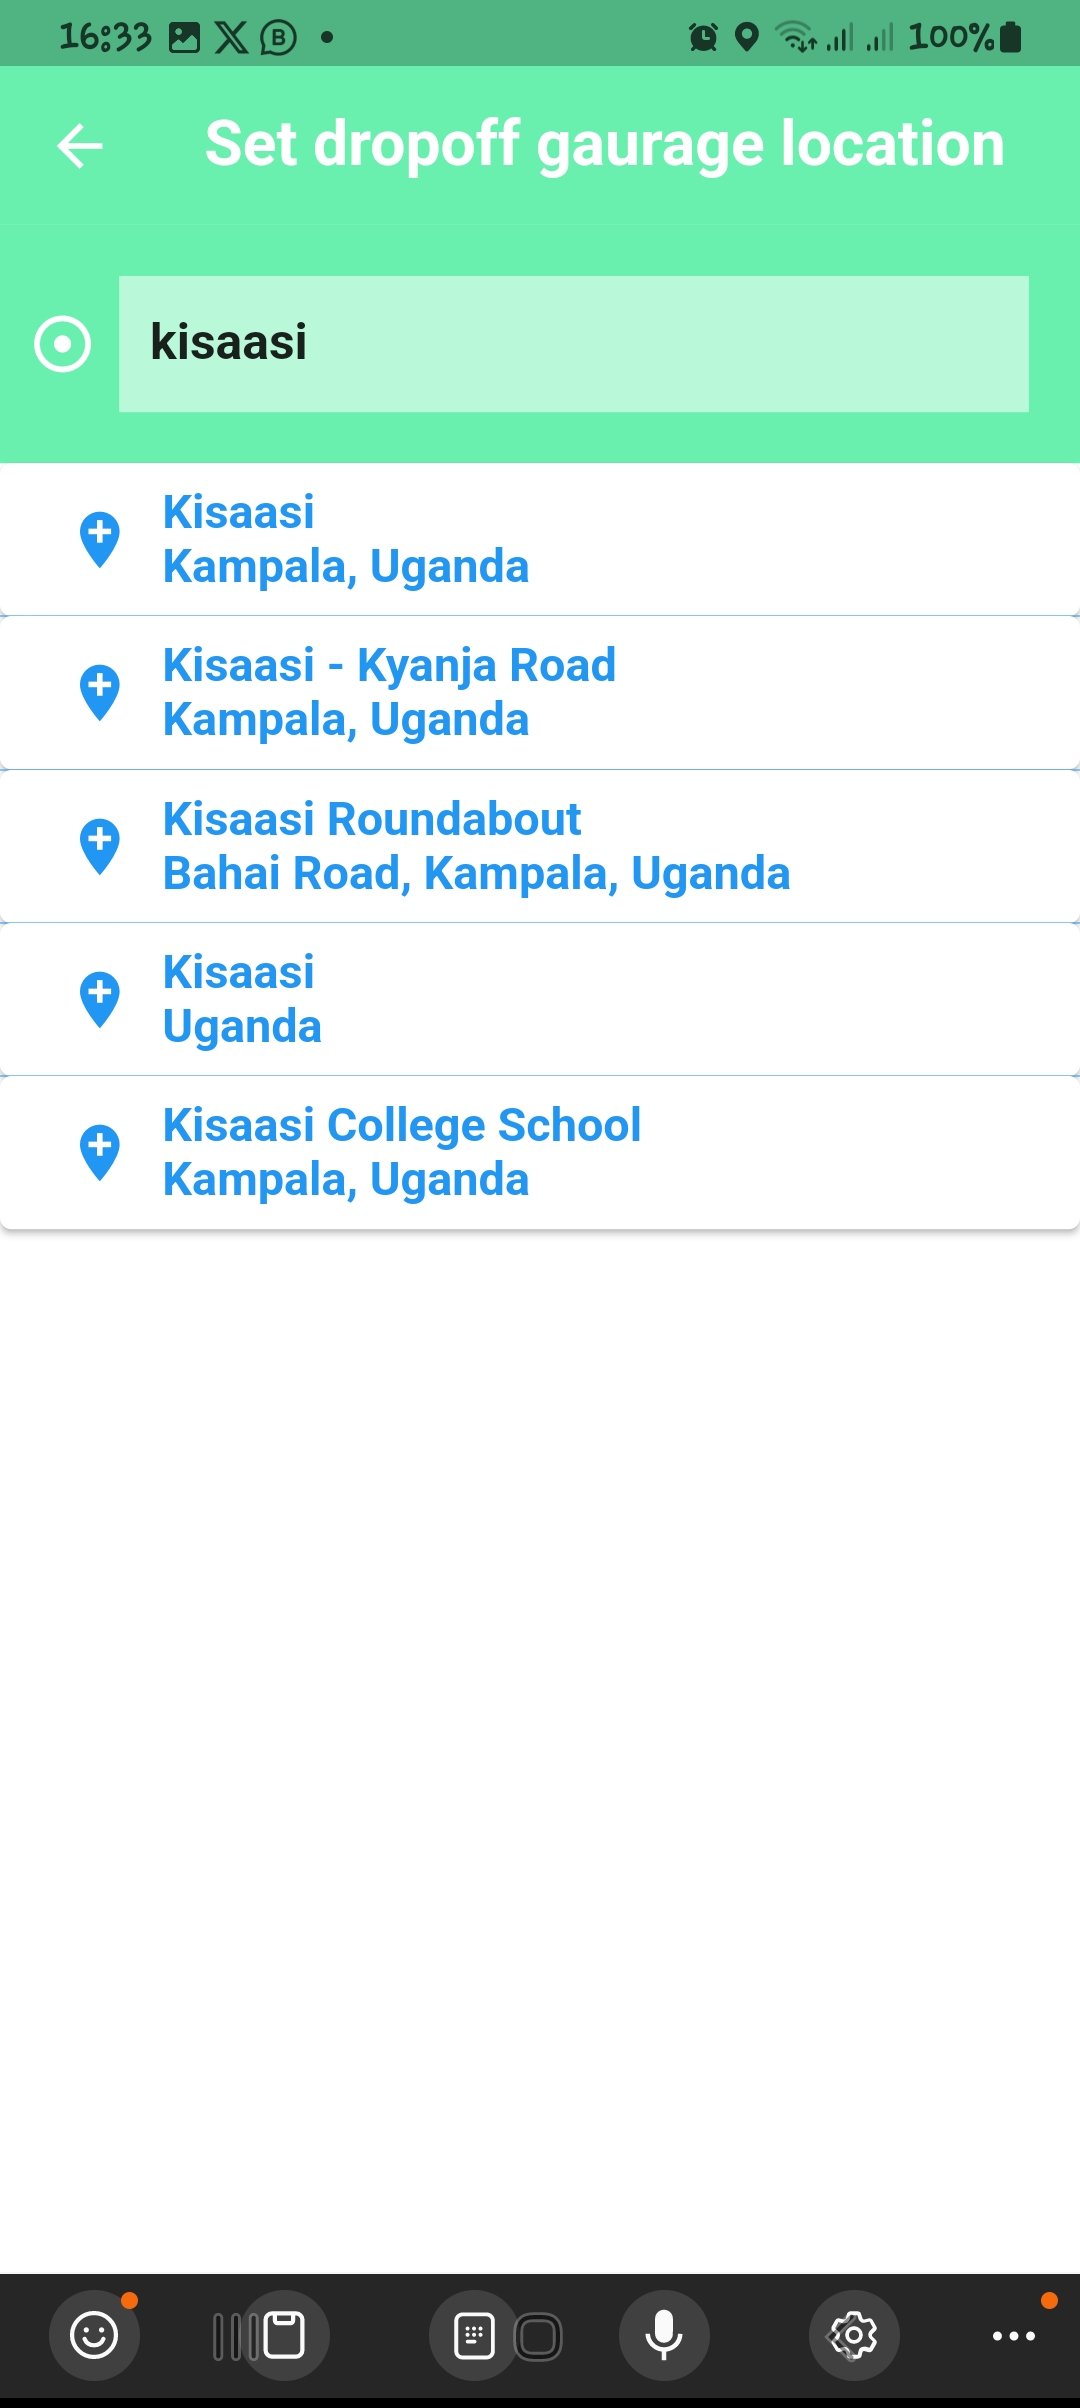 16:33
100%
Set dropoff gaurage location
kisaasi
Kisaasi
Kampala, Uganda
Kisaasi - Kyanja Road
Kampala, Uganda
Kisaasi Roundabout
Bahai Road, Kampala, Uganda
Kisaasi
Uganda
Kisaasi College School
Kampala, Uganda